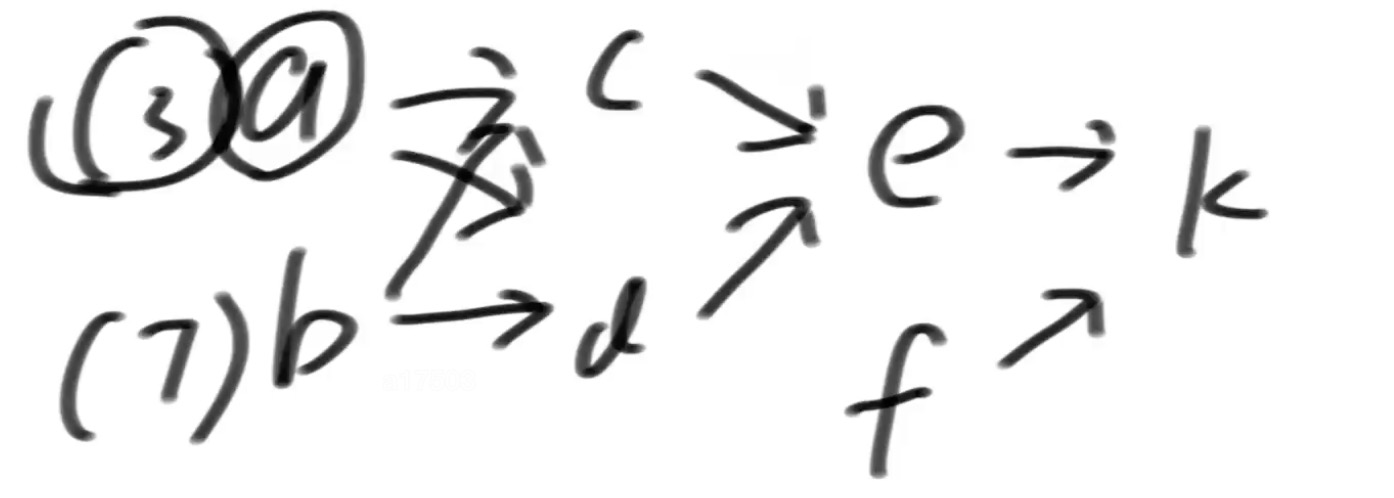 (3) a → c → e → k
(7) b → d f